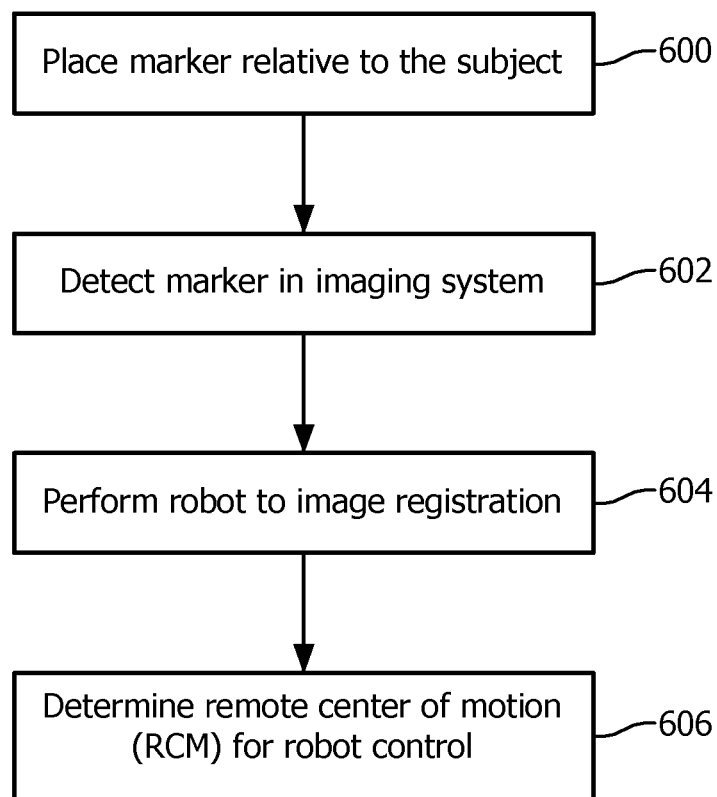 Place marker relative to the subject
600
Detect marker in imaging system
602
Perform robot to image registration
604
Determine remote center of motion
(RCM) for robot control
606